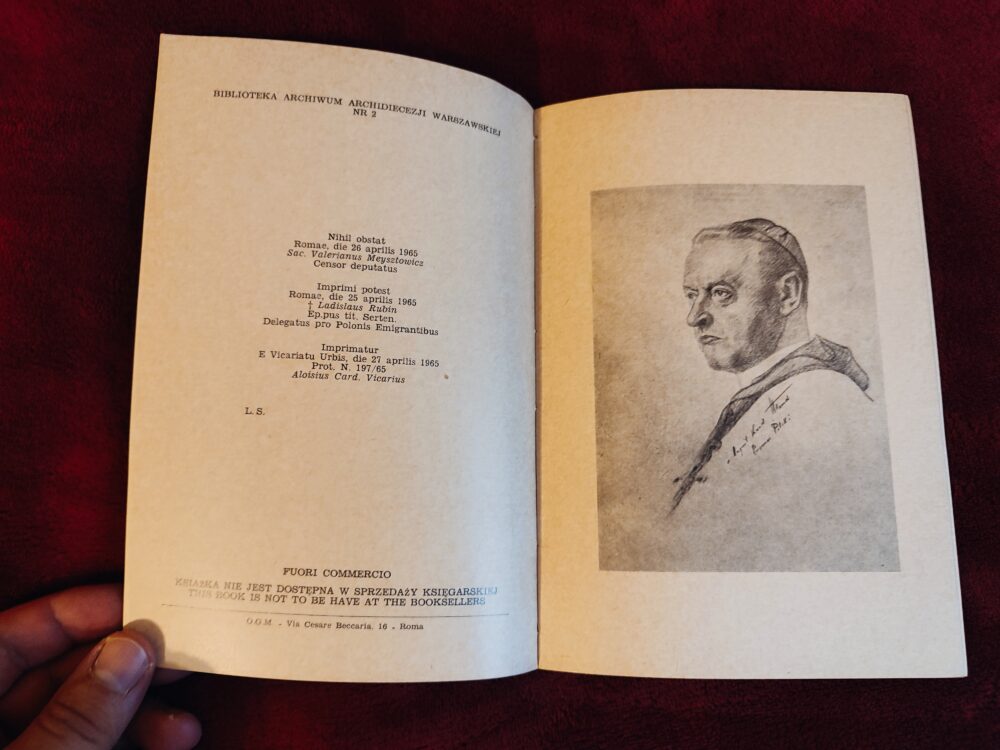 BIBLIOTEKA ARCHIWUM ARCHIDIECEZJI WARSZAWSKIEJ
NR 2
Nihil obstat
Romae, die 26 aprilis 1965
Sac. Valerianus Meysztowicz
Censor deputatus
Imprimi potest
Romae, die 25 aprilis 1965
† Ladislaus Rubin
Ep.pus tit. Serten.
Delegatus pro Polonis Emigrantibus
Imprimatur
E Vicariatu Urbis, die 27 aprilis 1965
Prot. N. 197/65
Aloisius Card. Vicarius
L. S.
FUORI COMMERCIO
KSIĄŻKA NIE JEST DOSTĘPNA W SPRZEDAŻY KSIĘGARSKIEJ
THIS BOOK IS NOT TO BE HAVE AT THE BOOKSELLERS
O.G.M. - Via Cesare Beccaria, 16 - Roma